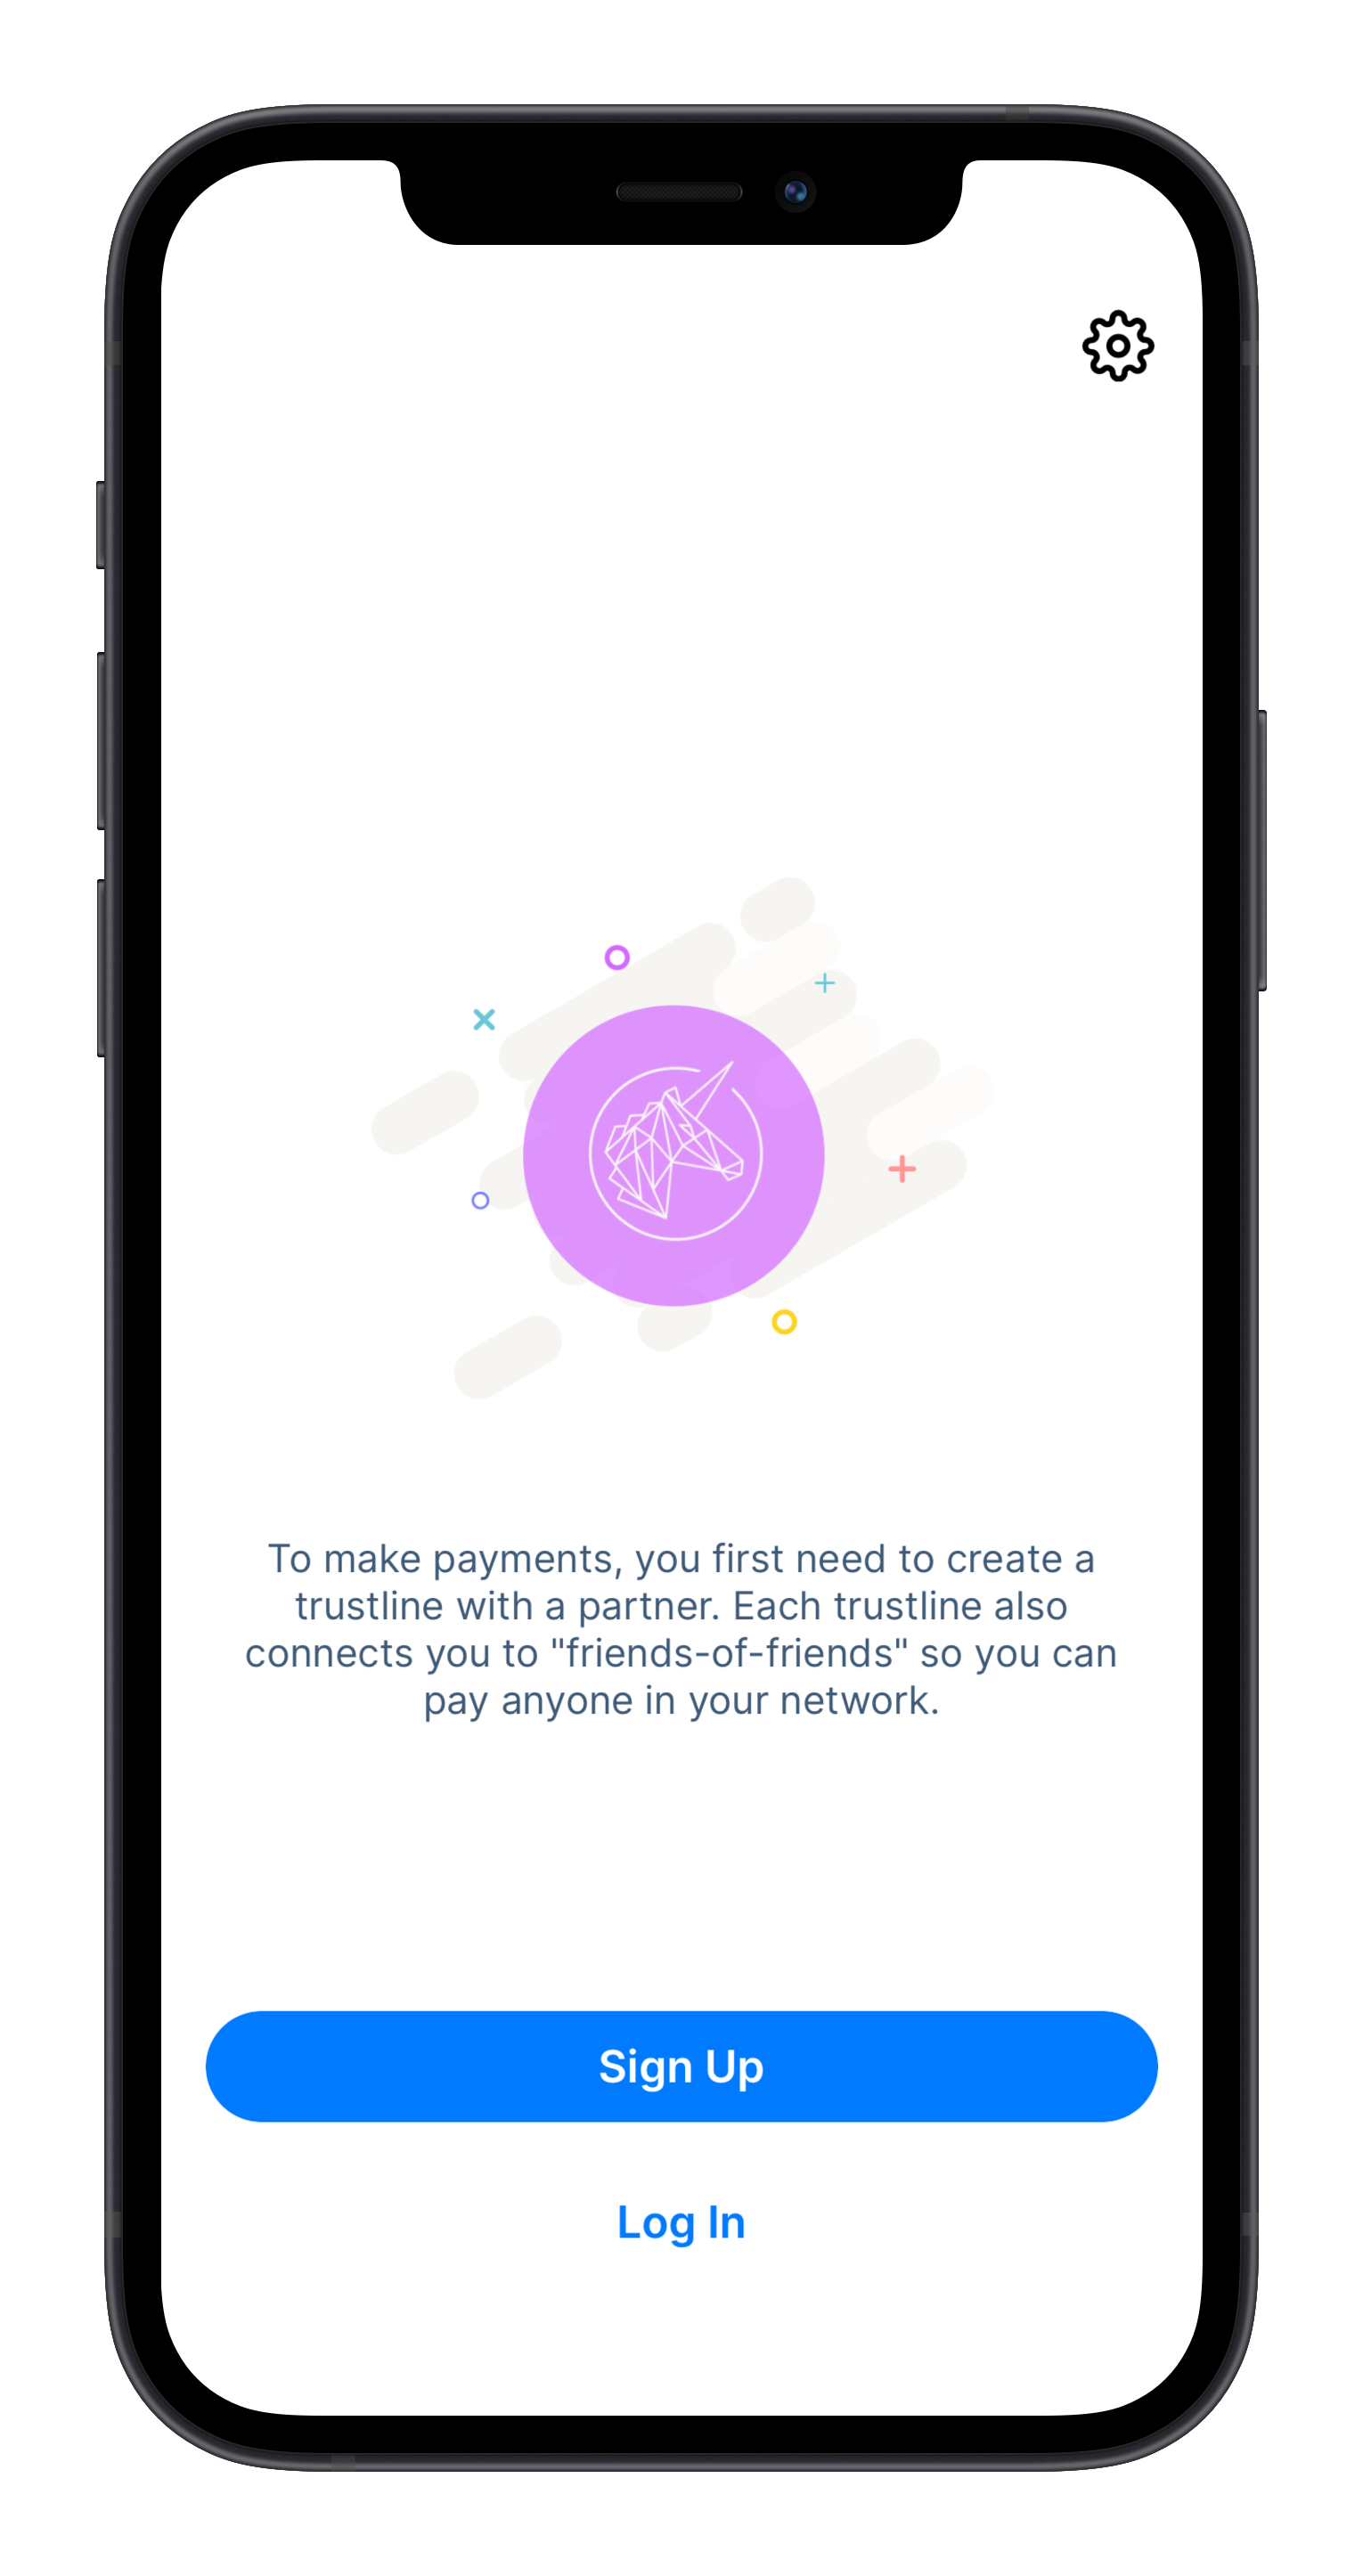 To make payments, you first need to create a
trustline with a partner. Each trustline also
connects you to "friends-of-friends" so you can
pay anyone in your network.
Sign Up
Log In